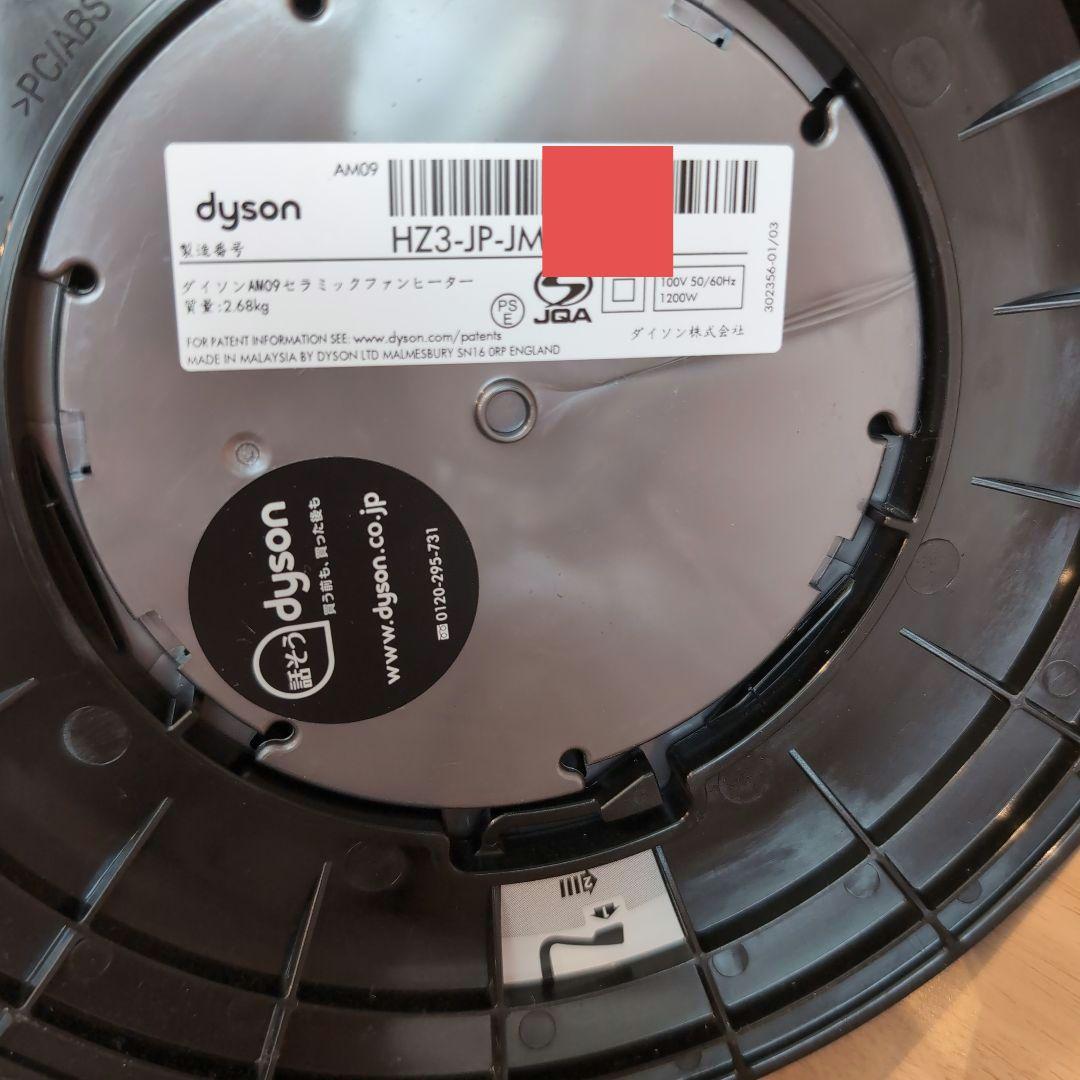 >PC/ABS
AM09
dyson
製造番号
HZ3-JP-JM
ダイソンAM09セラミックファンヒーター
質量:2.68kg
PS
E
JQA
100V 50/60Hz
1200W
302356-01/03
FOR PATENT INFORMATION SEE: www.dyson.com/patents
ダイソン株式会社
MADE IN MALAYSIA BY DYSON LTD MALMESBURY SN16 0RP ENGLAND
話そう dyson
買う前も、買った後も
www.dyson.co.jp
0120-295-731
2
1